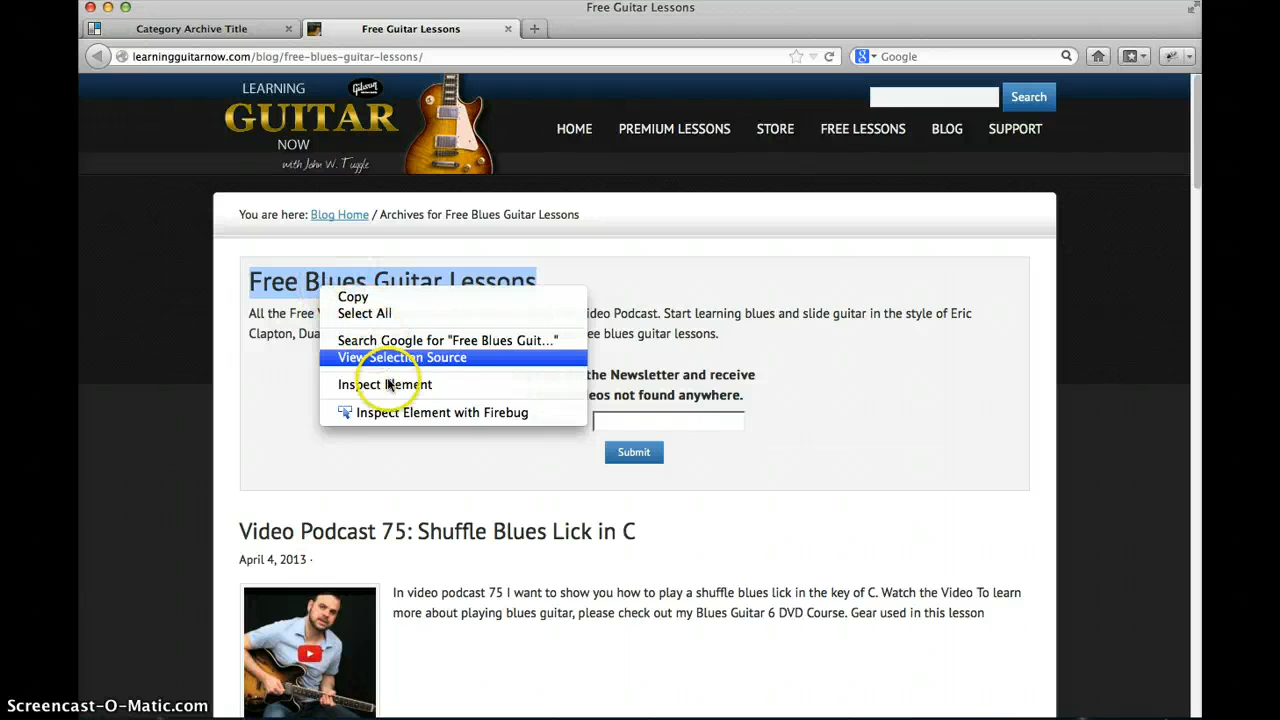 Free Guitar Lessons
Category Archive Title
Free Guitar Lessons
learningguitarnow.com/blog/free-blues-guitar-lessons/
Google
LEARNING
Gibson
GUITAR
NOW
with John W. Tuggle
Search
HOME PREMIUM LESSONS STORE FREE LESSONS BLOG SUPPORT
You are here: Blog Home / Archives for Free Blues Guitar Lessons
Free Blues Guitar Lessons
All the Free
ideo Podcast. Start learning blues and slide guitar in the style of Eric
Clapton, Dua
ee blues guitar lessons.
Copy
Select All
Search Google for "Free Blues Guit..."
View Selection Source
Inspect Element
Inspect Element with Firebug
the Newsletter and receive
eos not found anywhere.
Submit
Video Podcast 75: Shuffle Blues Lick in C
April 4, 2013 ·
In video podcast 75 I want to show you how to play a shuffle blues lick in the key of C. Watch the Video To learn
more about playing blues guitar, please check out my Blues Guitar 6 DVD Course. Gear used in this lesson
Screencast-O-Matic.com